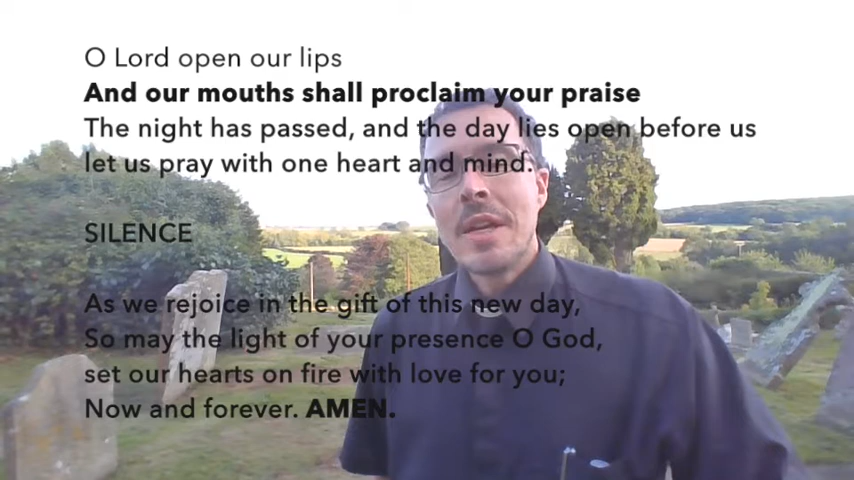 O Lord open our lips
And our mouths shall proclaim your praise
The night has passed, and the day lies open before us
let us pray with one heart and mind.
SILENCE
As we rejoice in the gift of this new day,
So may the light of your presence O God,
set our hearts on fire with love for you;
Now and forever. AMEN.